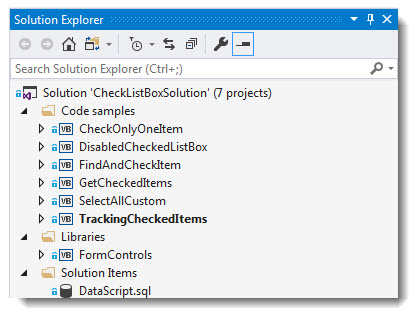 Solution Explorer
Search Solution Explorer (Ctrl+;)
Solution 'CheckListBoxSolution' (7 projects)
Code samples
VB CheckOnlyOneItem
VB DisabledCheckedListBox
VB FindAndCheckItem
VB GetCheckedItems
VB SelectAllCustom
VB TrackingCheckedItems
Libraries
VB FormControls
Solution Items
DataScript.sql